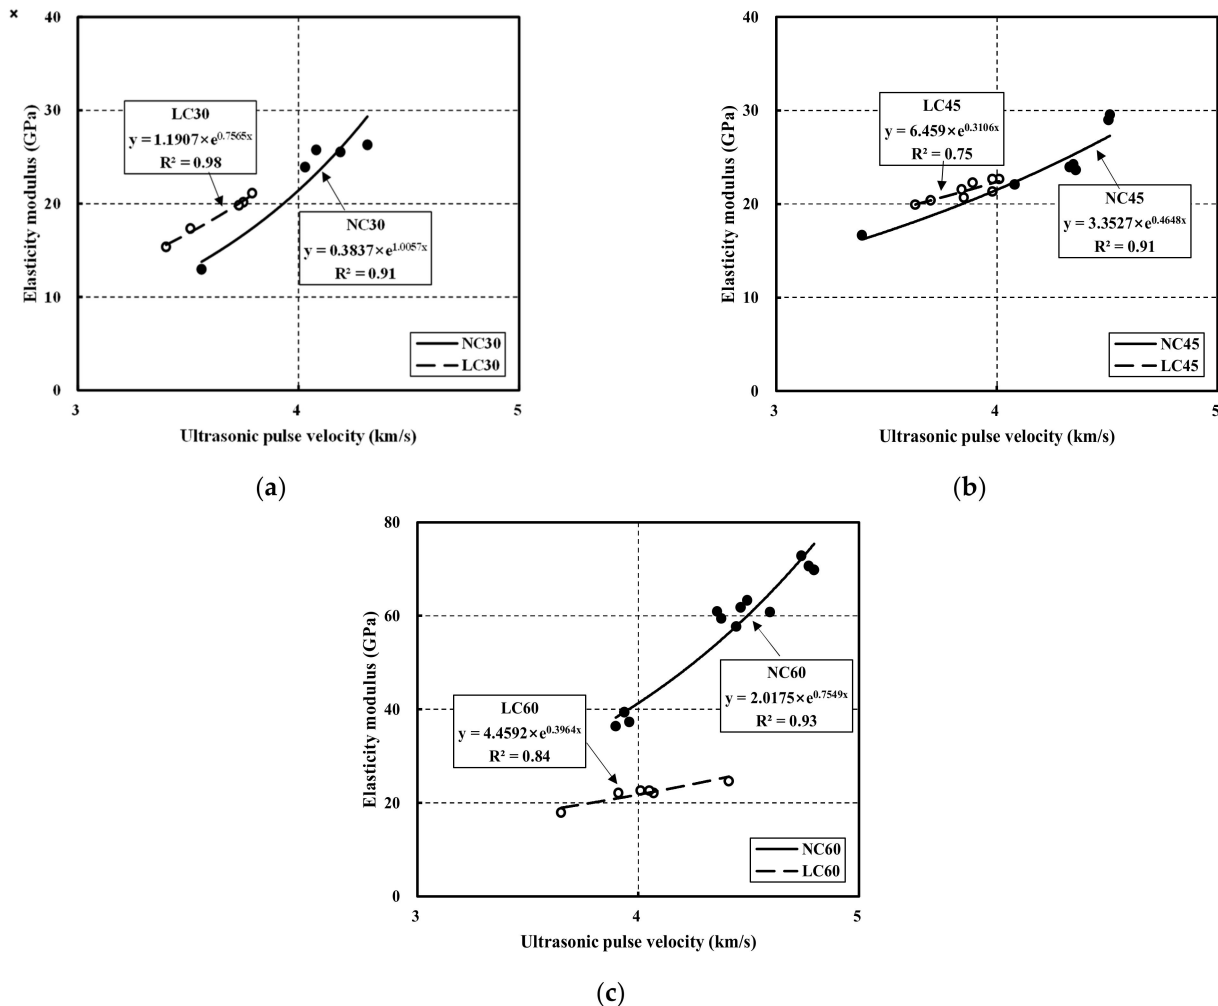 ×
40
30
20
10
0
3
4
5
Elasticity modulus (GPa)
Ultrasonic pulse velocity (km/s)
LC30
y = 1.1907×e^0.7565x
R² = 0.98
NC30
y = 0.3837×e^1.0057x
R² = 0.91
NC30
LC30
(a)
40
30
20
10
0
3
4
5
Elasticity modulus (GPa)
Ultrasonic pulse velocity (km/s)
LC45
y = 6.459×e^0.3106x
R² = 0.75
NC45
y = 3.3527×e^0.4648x
R² = 0.91
NC45
LC45
(b)
80
60
40
20
0
3
4
5
Elasticity modulus (GPa)
Ultrasonic pulse velocity (km/s)
NC60
y = 2.0175×e^0.7549x
R² = 0.93
LC60
y = 4.4592×e^0.3964x
R² = 0.84
NC60
LC60
(c)